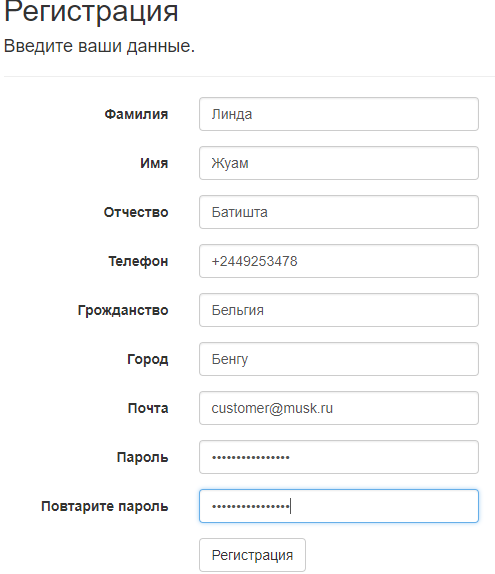 Регистрация
Введите ваши данные.
Фамилия Линда
Имя Жуам
Отчество Батишта
Телефон +2449253478
Грожданство Бельгия
Город Бенгу
Почта customer@musk.ru
Пароль ••••••••••••••••
Повтарите пароль ••••••••••••••••
Регистрация